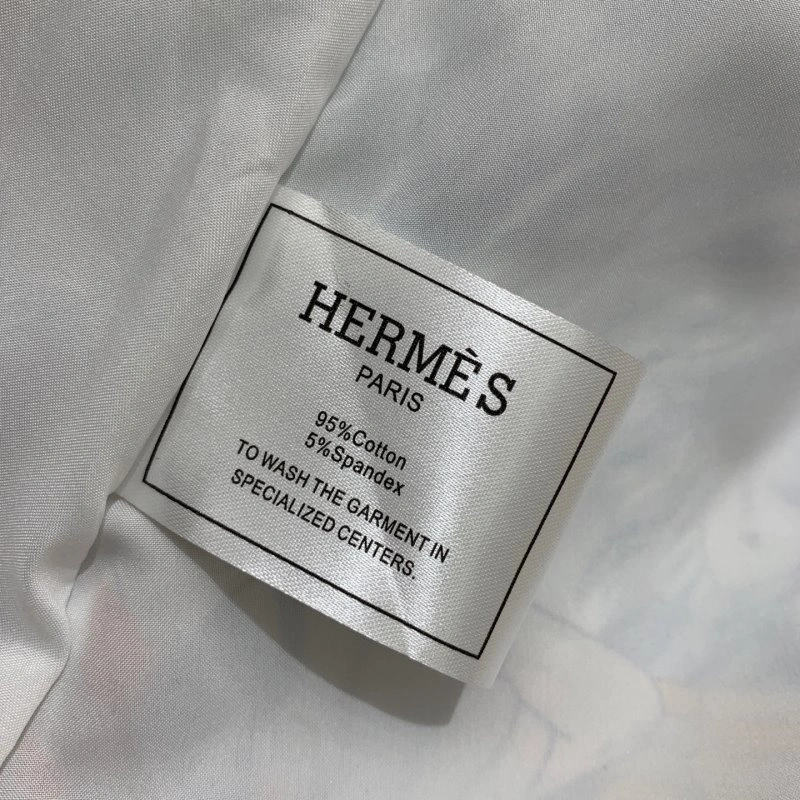 HERMÈS
PARIS
95%Cotton
5%Spandex
TO WASH THE GARMENT IN
SPECIALIZED CENTERS.